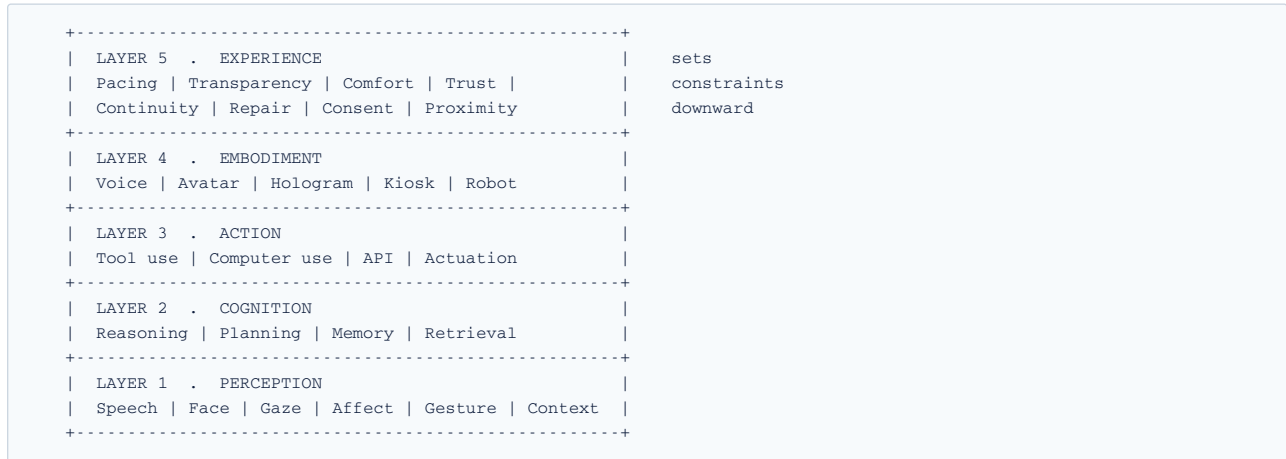 +----------------------------------------------------+
| LAYER 5 . EXPERIENCE | sets
| Pacing | Transparency | Comfort | Trust | | constraints
| Continuity | Repair | Consent | Proximity | downward
+----------------------------------------------------+
| LAYER 4 . EMBODIMENT |
| Voice | Avatar | Hologram | Kiosk | Robot |
+----------------------------------------------------+
| LAYER 3 . ACTION |
| Tool use | Computer use | API | Actuation |
+----------------------------------------------------+
| LAYER 2 . COGNITION |
| Reasoning | Planning | Memory | Retrieval |
+----------------------------------------------------+
| LAYER 1 . PERCEPTION |
| Speech | Face | Gaze | Affect | Gesture | Context |
+----------------------------------------------------+